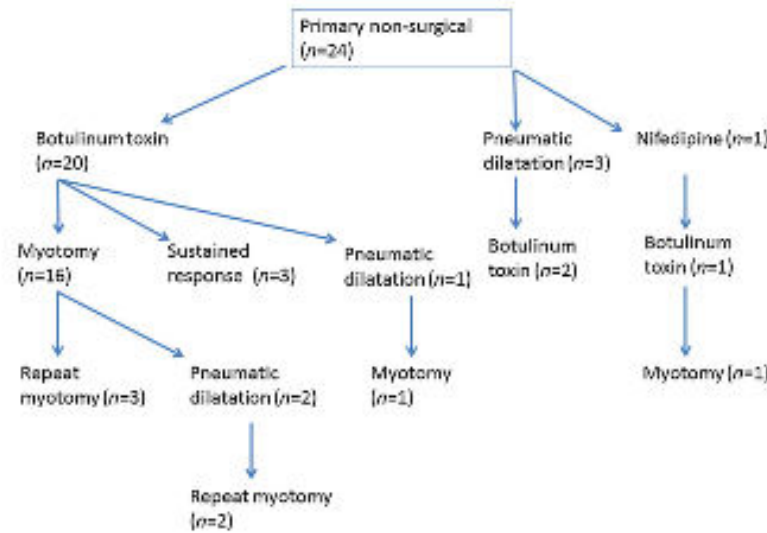 Primary non-surgical
(n=24)
Botulinum toxin
(n=20)
Pneumatic
dilatation (n=3)
Nifedipine (n=1)
Myotomy
(n=16)
Sustained
response (n=3)
Pneumatic
dilatation (n=1)
Botulinum
toxin (n=2)
Botulinum
toxin (n=1)
Repeat
myotomy (n=3)
Pneumatic
dilatation (n=2)
Myotomy
(n=1)
Myotomy (n=1)
Repeat myotomy
(n=2)